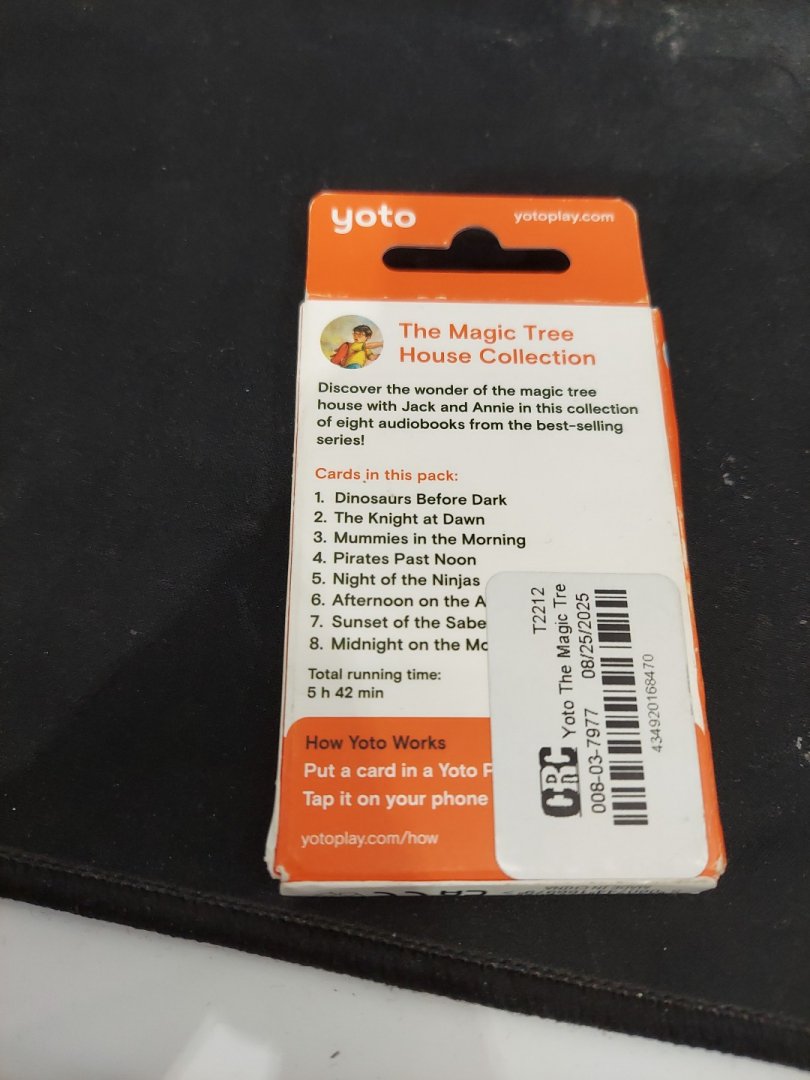 yoto
yotoplay.com
The Magic Tree
House Collection
Discover the wonder of the magic tree
house with Jack and Annie in this collection
of eight audiobooks from the best-selling
series!
Cards in this pack:
1. Dinosaurs Before Dark
2. The Knight at Dawn
3. Mummies in the Morning
4. Pirates Past Noon
5. Night of the Ninjas
6. Afternoon on the A
7. Sunset of the Sabe
8. Midnight on the Mo
Total running time:
5 h 42 min
How Yoto Works
Put a card in a Yoto P
Tap it on your phone
yotoplay.com/how
T2212
CRC Yoto The Magic Tre
008-03-7977 08/25/2025
434920168470